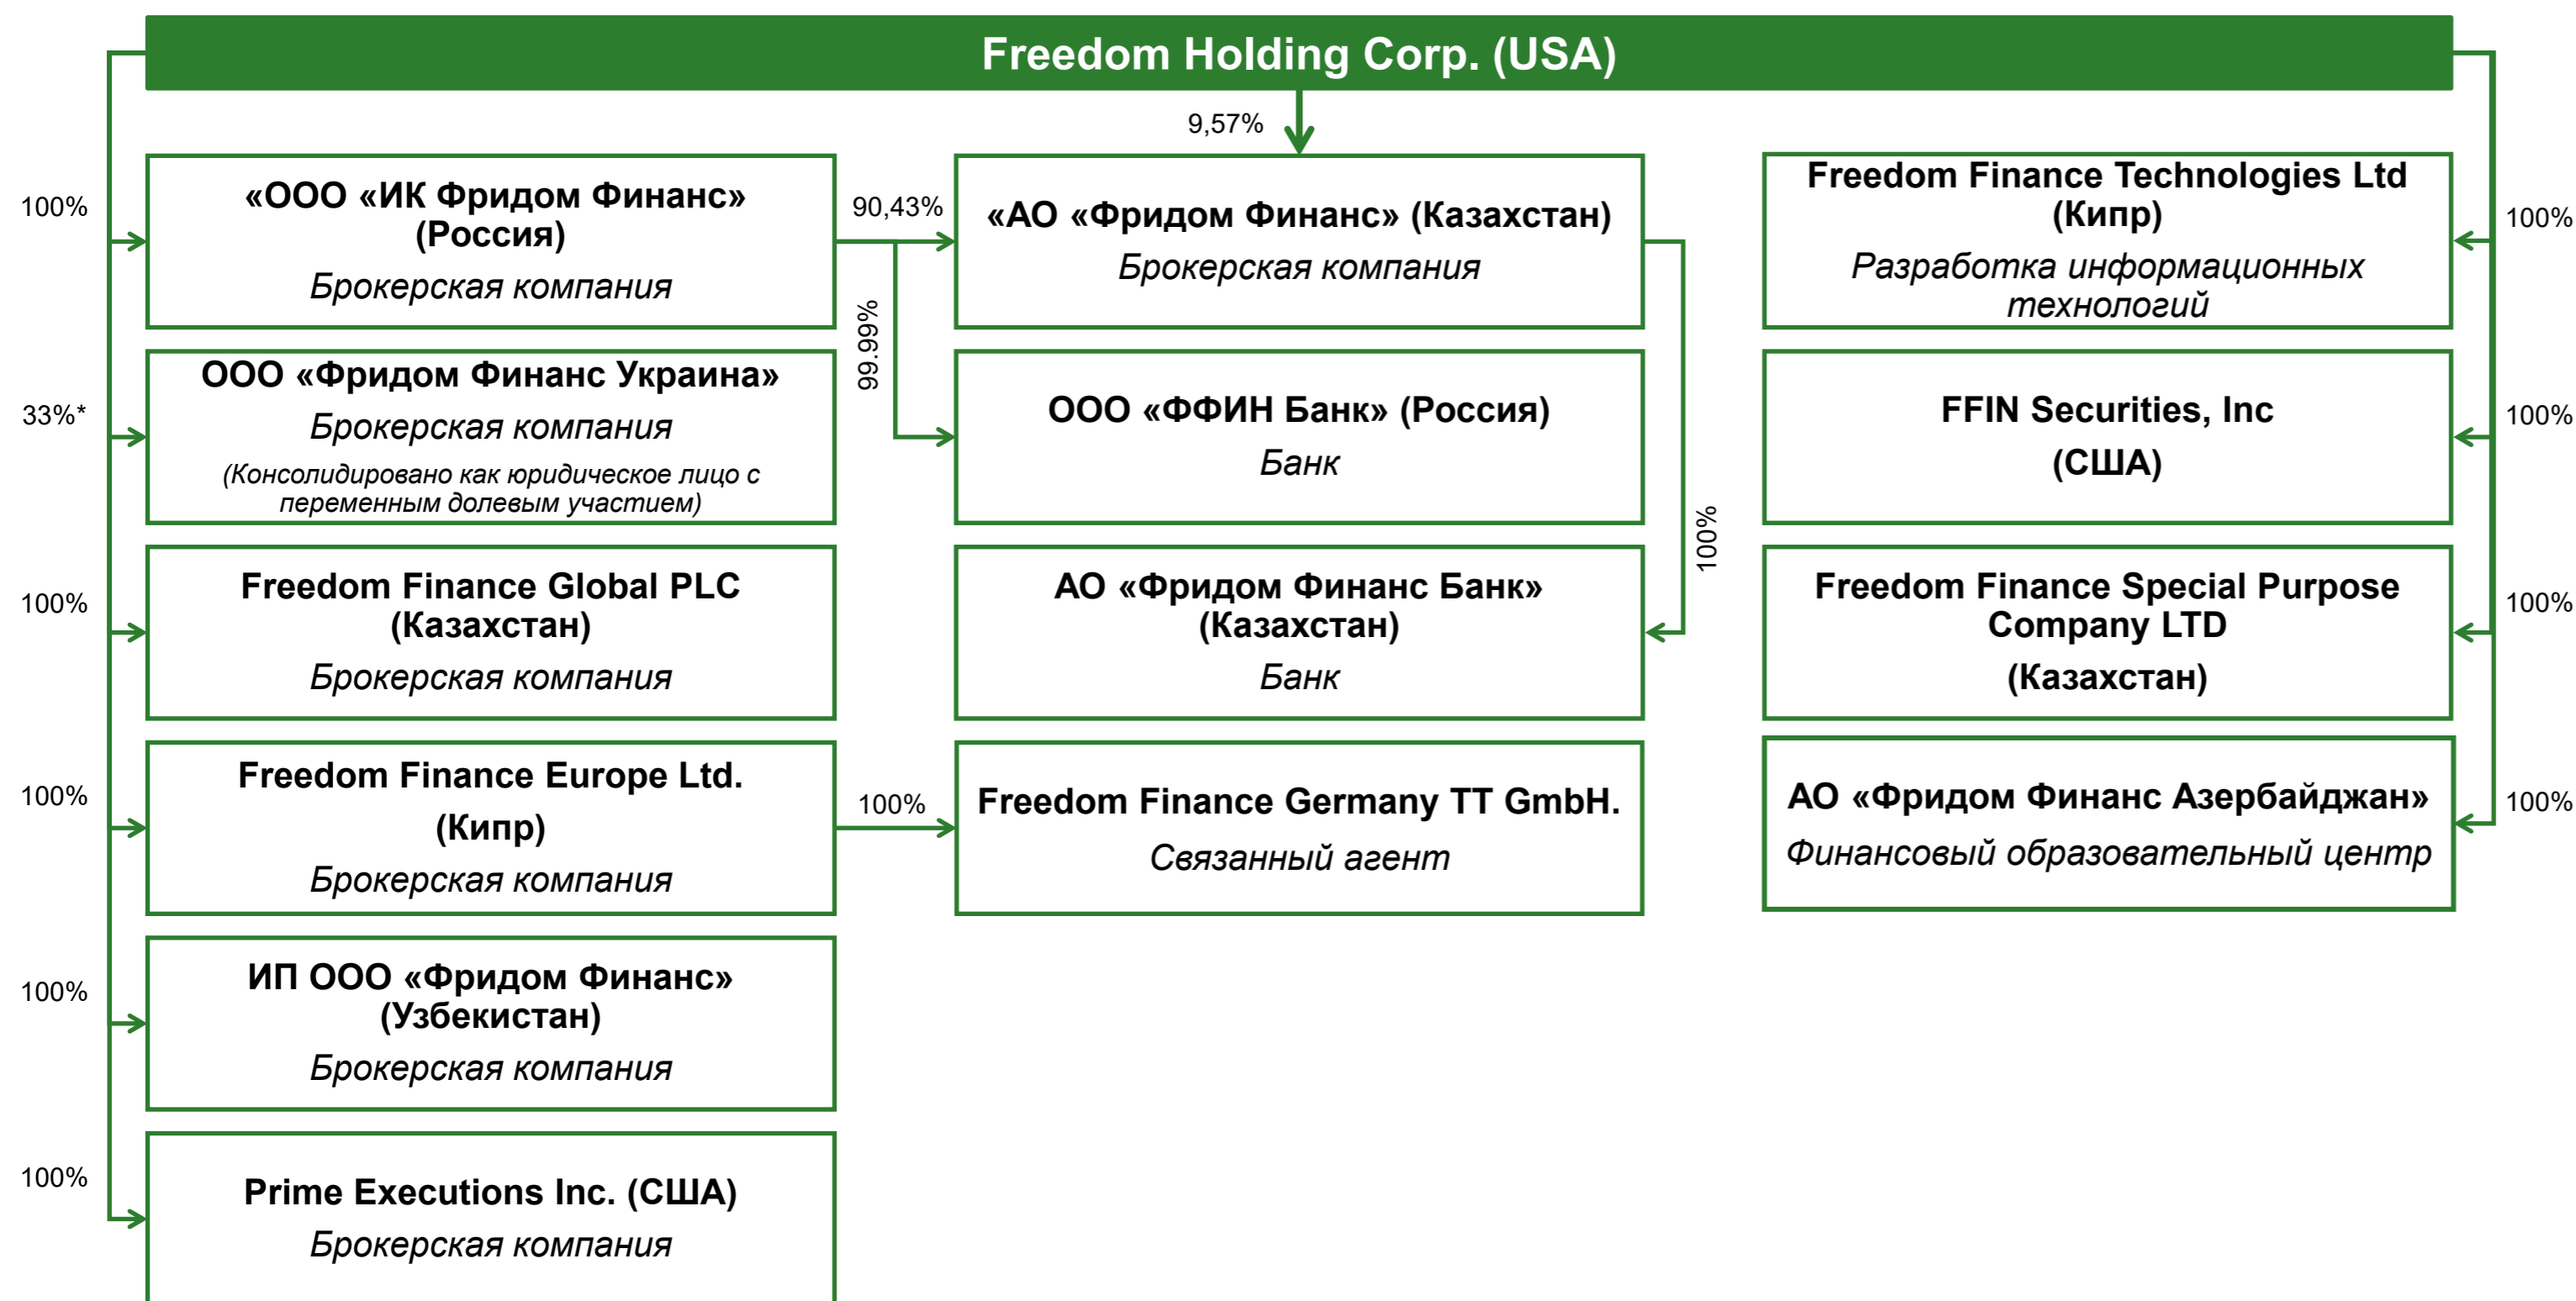 Freedom Holding Corp. (USA)
9,57%
100%
«ООО «ИК Фридом Финанс»
(Россия)
Брокерская компания
90,43%
99.99%
«АО «Фридом Финанс» (Казахстан)
Брокерская компания
100%
Freedom Finance Technologies Ltd
(Кипр)
Разработка информационных
технологий
100%
33%*
ООО «Фридом Финанс Украина»
Брокерская компания
(Консолидировано как юридическое лицо с
переменным долевым участием)
ООО «ФФИН Банк» (Россия)
Банк
FFIN Securities, Inc
(США)
100%
100%
Freedom Finance Global PLC
(Казахстан)
Брокерская компания
АО «Фридом Финанс Банк»
(Казахстан)
Банк
Freedom Finance Special Purpose
Company LTD
(Казахстан)
100%
100%
Freedom Finance Europe Ltd.
(Кипр)
Брокерская компания
100%
Freedom Finance Germany TT GmbH.
Связанный агент
АО «Фридом Финанс Азербайджан»
Финансовый образовательный центр
100%
100%
ИП ООО «Фридом Финанс»
(Узбекистан)
Брокерская компания
100%
Prime Executions Inc. (США)
Брокерская компания